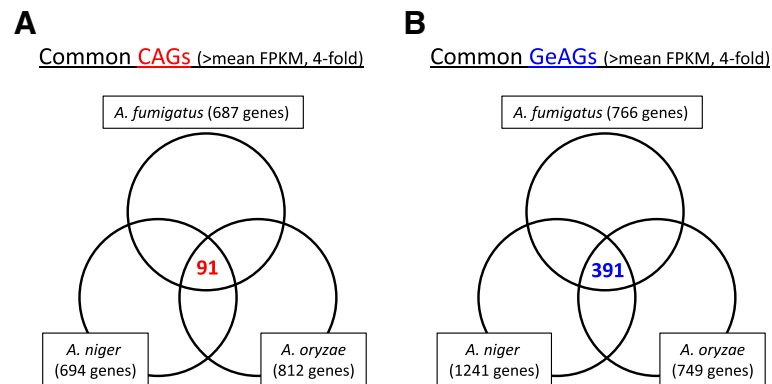 A
Common CAGs (>mean FPKM, 4-fold)
A. fumigatus (687 genes)
91
A. niger
(694 genes)
A. oryzae
(812 genes)
B
Common GeAGs (>mean FPKM, 4-fold)
A. fumigatus (766 genes)
391
A. niger
(1241 genes)
A. oryzae
(749 genes)